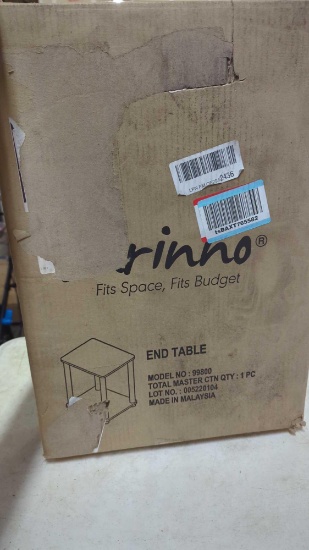 rinno®
Fits Space, Fits Budget
END TABLE
MODEL NO : 99800
TOTAL MASTER CTN QTY : 1 PC
LOT NO. : 005220104
MADE IN MALAYSIA